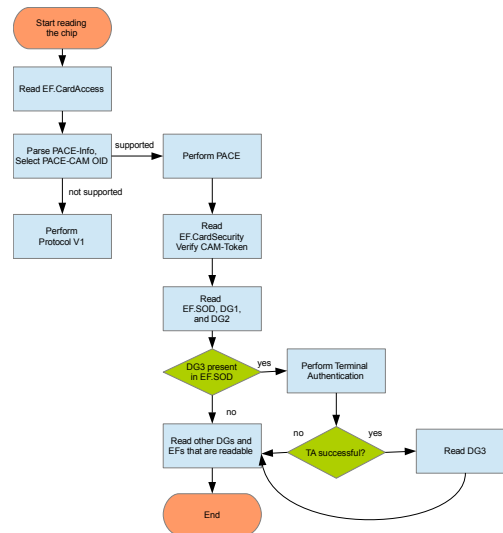 Start reading
the chip
Read EF.CardAccess
Parse PACE-Info,
Select PACE-CAM OID
supported
Perform PACE
not supported
Perform
Protocol V1
Read
EF.CardSecurity
Verify CAM-Token
Read
EF.SOD, DG1,
and DG2
DG3 present
in EF.SOD
yes
Perform Terminal
Authentication
no
Read other DGs and
EFs that are readable
no
TA successful?
yes
Read DG3
End